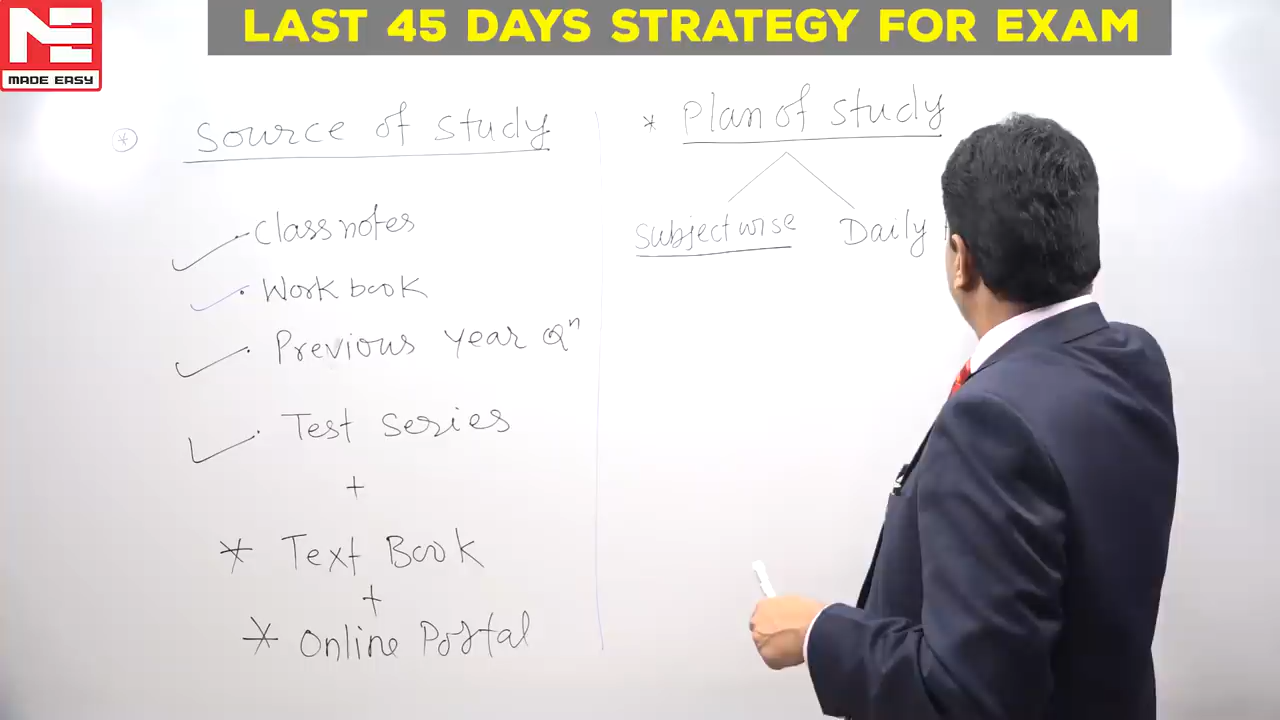 LAST 45 DAYS STRATEGY FOR EXAM
ME
MADE EASY
* Source of study
Class notes
Work book
Previous year Qⁿ
Test series
+
* Text Book
+
* Online Portal
* Plan of study
Subjectwise Daily